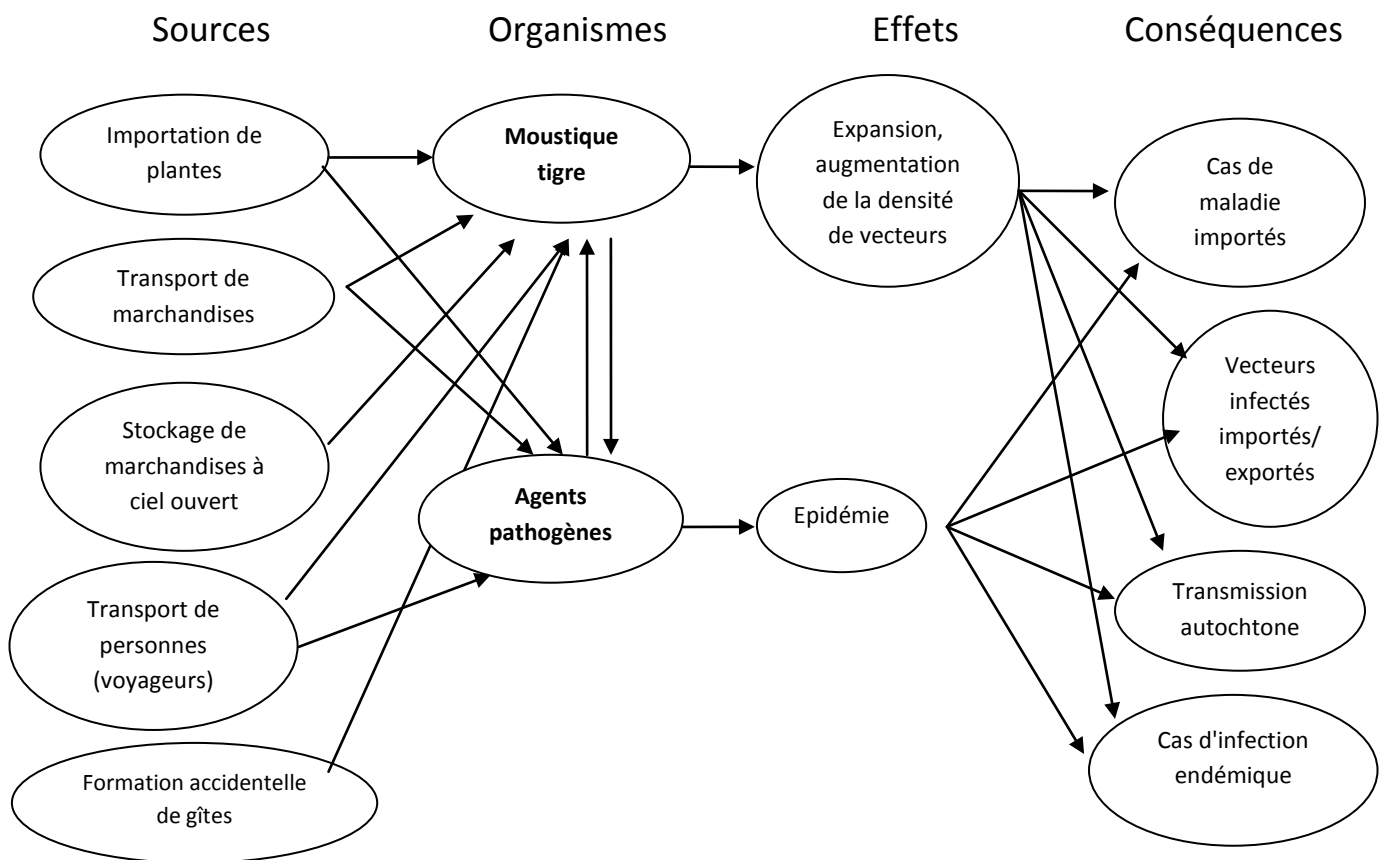 Sources
Organismes
Effets
Conséquences
Importation de
plantes
Transport de
marchandises
Stockage de
marchandises à
ciel ouvert
Transport de
personnes
(voyageurs)
Formation accidentelle
de gîtes
Moustique
tigre
Agents
pathogènes
Expansion,
augmentation
de la densité
de vecteurs
Epidémie
Cas de
maladie
importés
Vecteurs
infectés
importés/
exportés
Transmission
autochtone
Cas d'infection
endémique